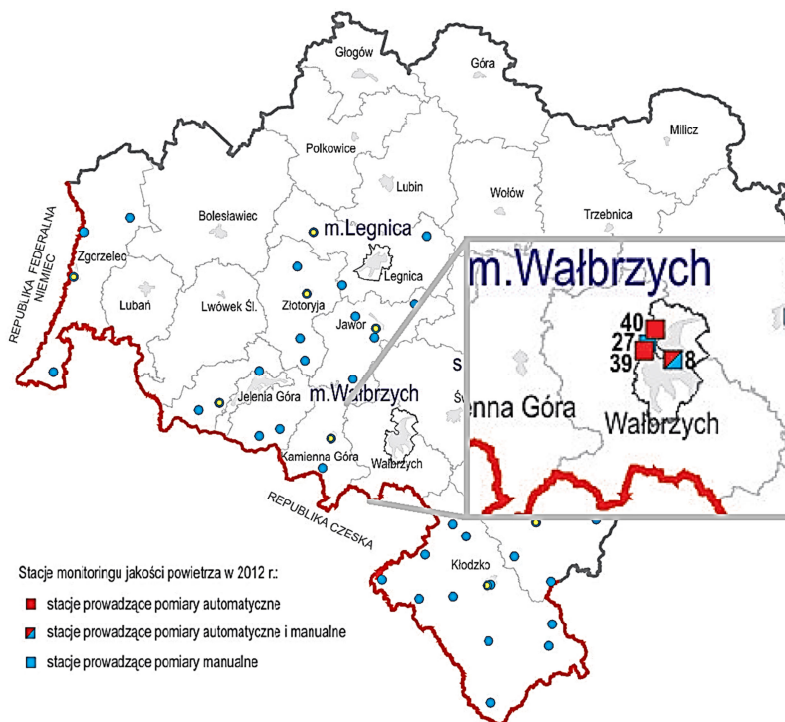 Głogów
Góra
Milicz
Polkowice
Lubin
Wołów
Trzebnica
Bolesławiec
m.Legnica
Legnica
REPUBLIKA FEDERALNA
NIEMIEC
Zgorzelec
Lubań
Lwówek Śl.
Złotoryja
Jawor
m.Wałbrzych
40
27
39
8
enna Góra
Wałbrzych
S
Św
Jelenia Góra
m.Wałbrzych
Kamienna Góra
Wałbrzych
REPUBLIKA CZESKA
Kłodzko
Stacje monitoringu jakości powietrza w 2012 r.:
stacje prowadzące pomiary automatyczne
stacje prowadzące pomiary automatyczne i manualne
stacje prowadzące pomiary manualne